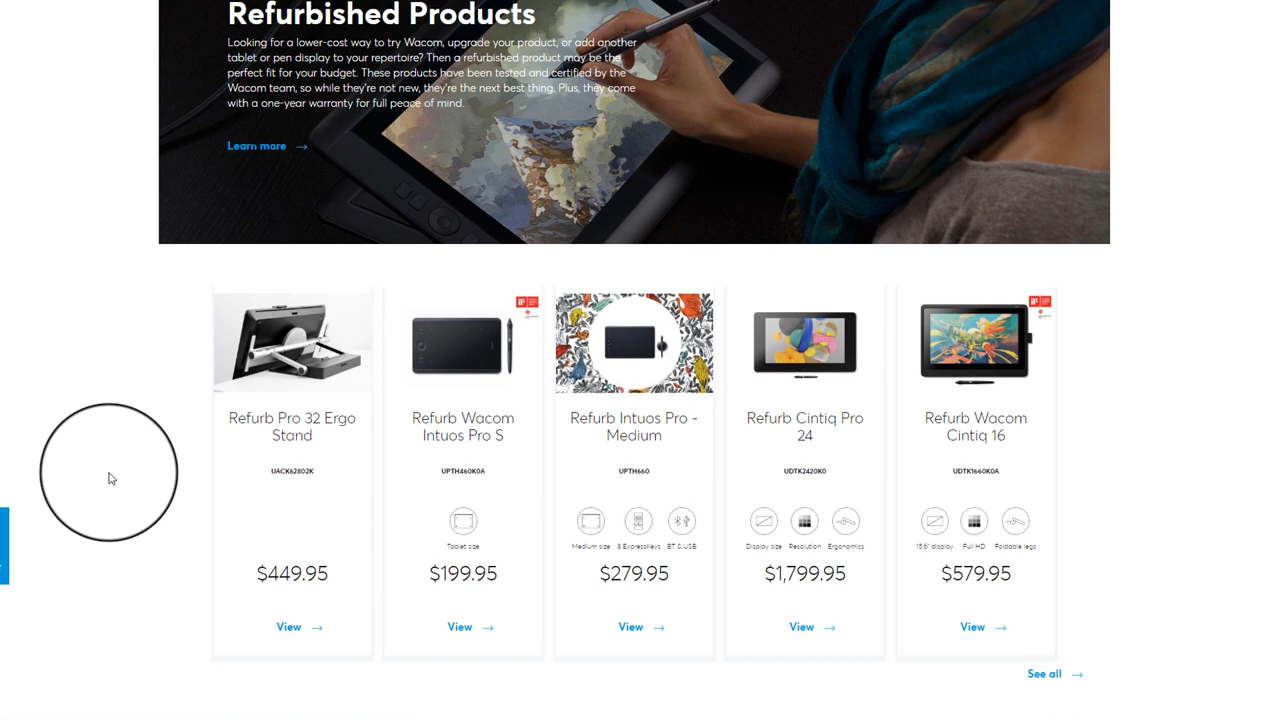 Refurbished Products
Looking for a lower-cost way to try Wacom, upgrade your product, or add another
tablet or pen display to your repertoire? Then a refurbished product may be the
perfect fit for your budget. These products have been tested and certified by the
Wacom team, so while they're not new, they're the next best thing. Plus, they come
with a one-year warranty for full peace of mind.
Learn more →
Refurb Pro 32 Ergo
Stand
UACK62802K
$449.95
View →
Refurb Wacom
Intuos Pro S
UPTH460K0A
Tablet size
$199.95
View →
Refurb Intuos Pro -
Medium
UPTH660
Medium size 8 ExpressKeys BT & USB
$279.95
View →
Refurb Cintiq Pro
24
UDTK2420K0
Display size Resolution Ergonomics
$1,799.95
View →
Refurb Wacom
Cintiq 16
UDTK1660K0A
15.6" display Full HD Foldable legs
$579.95
View →
See all →